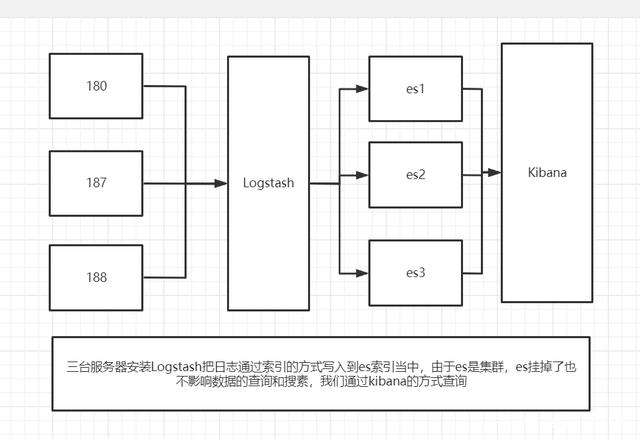 180
187
188
Logstash
es1
es2
es3
Kibana
三台服务器安装Logstash把日志通过索引的方式写入到es索引当中，由于es是集群，es挂掉了也
不影响数据的查询和搜素，我们通过kibana的方式查询